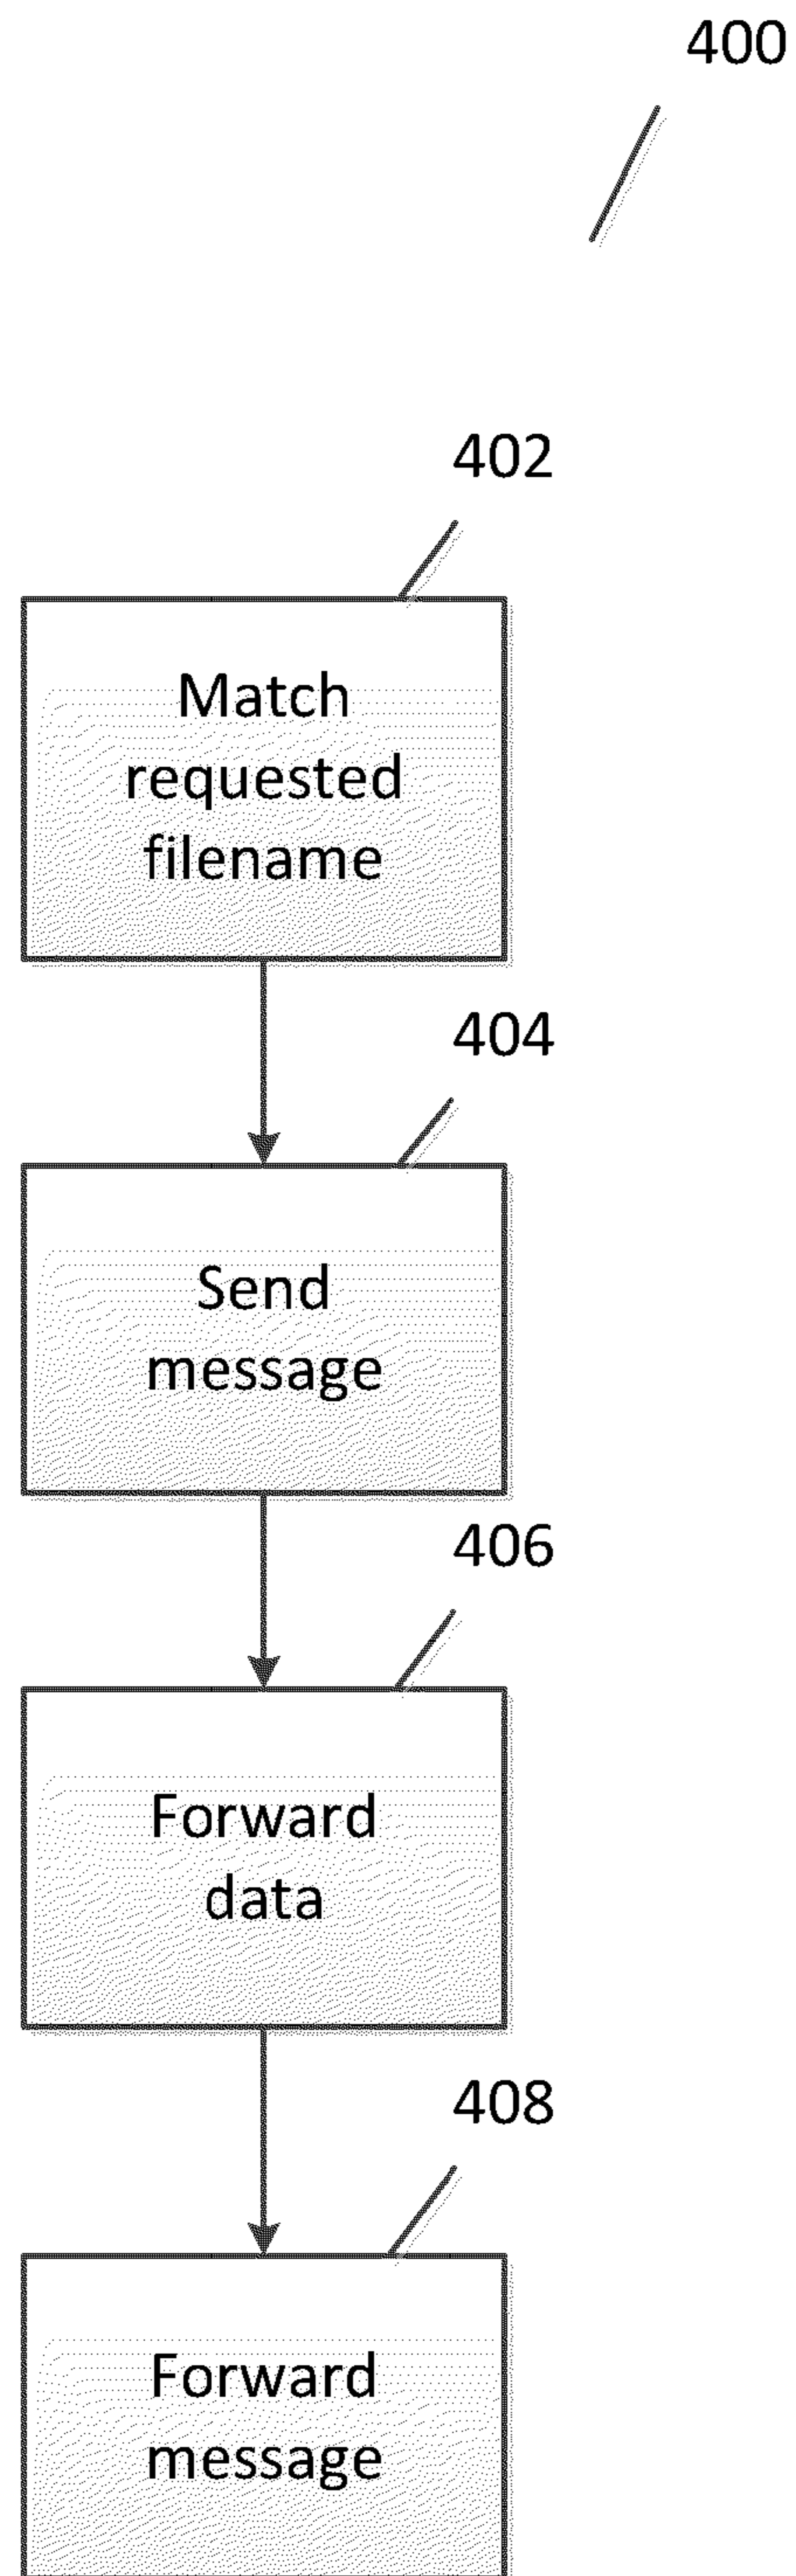 400
402
Match
requested
filename
404
Send
message
406
Forward
data
408
Forward
message